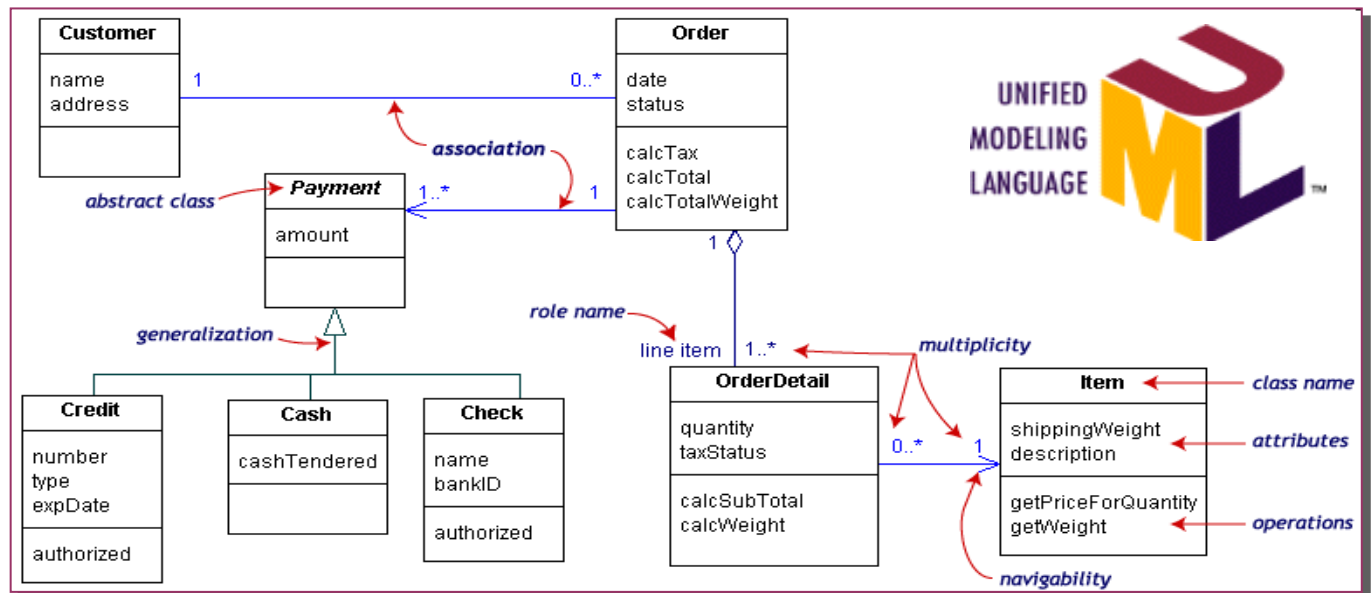 Customer
name
address
1
0..*
Order
date
status
calcTax
calcTotal
calcTotalWeight
UNIFIED
MODELING
LANGUAGE
UML
TM
association
abstract class
Payment
amount
1..*
1
1
generalization
role name
line item
1..*
multiplicity
Credit
number
type
expDate
authorized
Cash
cashTendered
Check
name
bankID
authorized
OrderDetail
quantity
taxStatus
calcSubTotal
calcWeight
0..*
1
Item
shippingWeight
description
getPriceForQuantity
getWeight
class name
attributes
operations
navigability